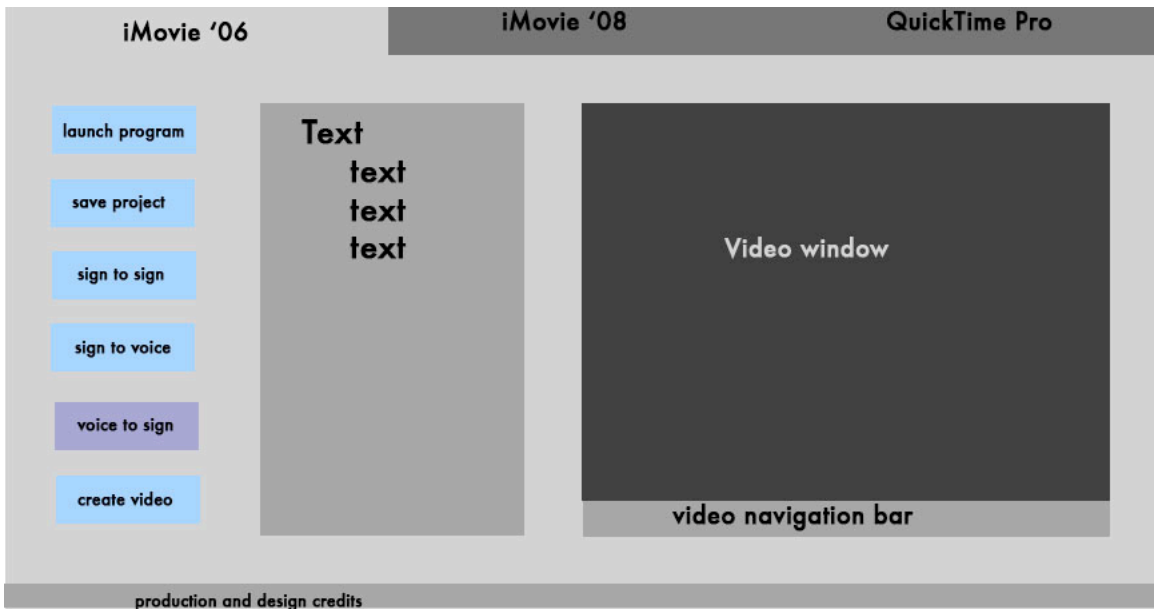 iMovie ‘06
iMovie ‘08
QuickTime Pro
launch program
save project
sign to sign
sign to voice
voice to sign
create video
Text
text
text
text
Video window
video navigation bar
production and design credits